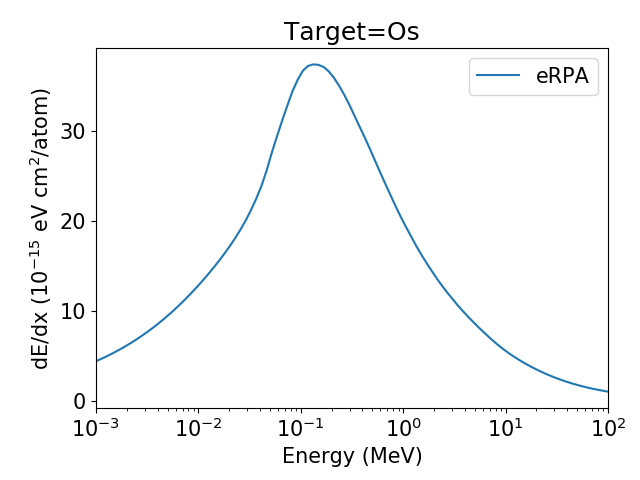 Target=Os
eRPA
dE/dx (10⁻¹⁵ eV cm²/atom)
30
20
10
0
10⁻³ 10⁻² 10⁻¹ 10⁰ 10¹ 10²
Energy (MeV)